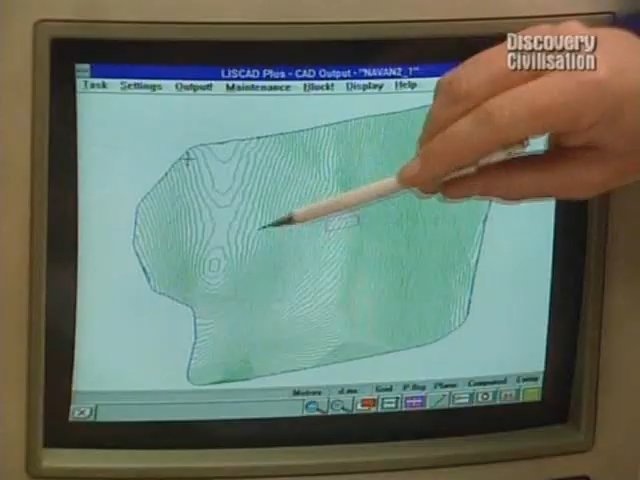 Discovery
Civilisation
LISCAD Plus - CAD Output - "NAVAN2_1"
Task Settings Output! Maintenance Block! Display Help
Metres Grid Plane Computed